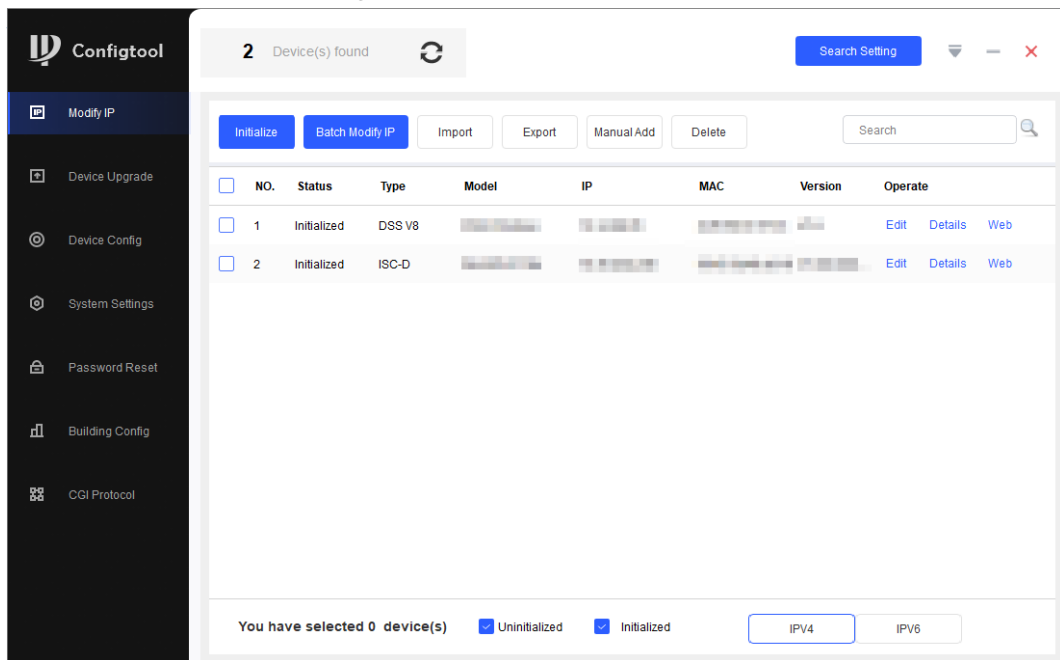 Configtool
2 Device(s) found
Search Setting
Modify IP
Device Upgrade
Device Config
System Settings
Password Reset
Building Config
CGI Protocol
Initialize Batch Modify IP Import Export Manual Add Delete Search
NO. Status Type Model IP MAC Version Operate
1 Initialized DSS V8 Edit Details Web
2 Initialized ISC-D Edit Details Web
You have selected 0 device(s) Uninitialized Initialized IPV4 IPV6